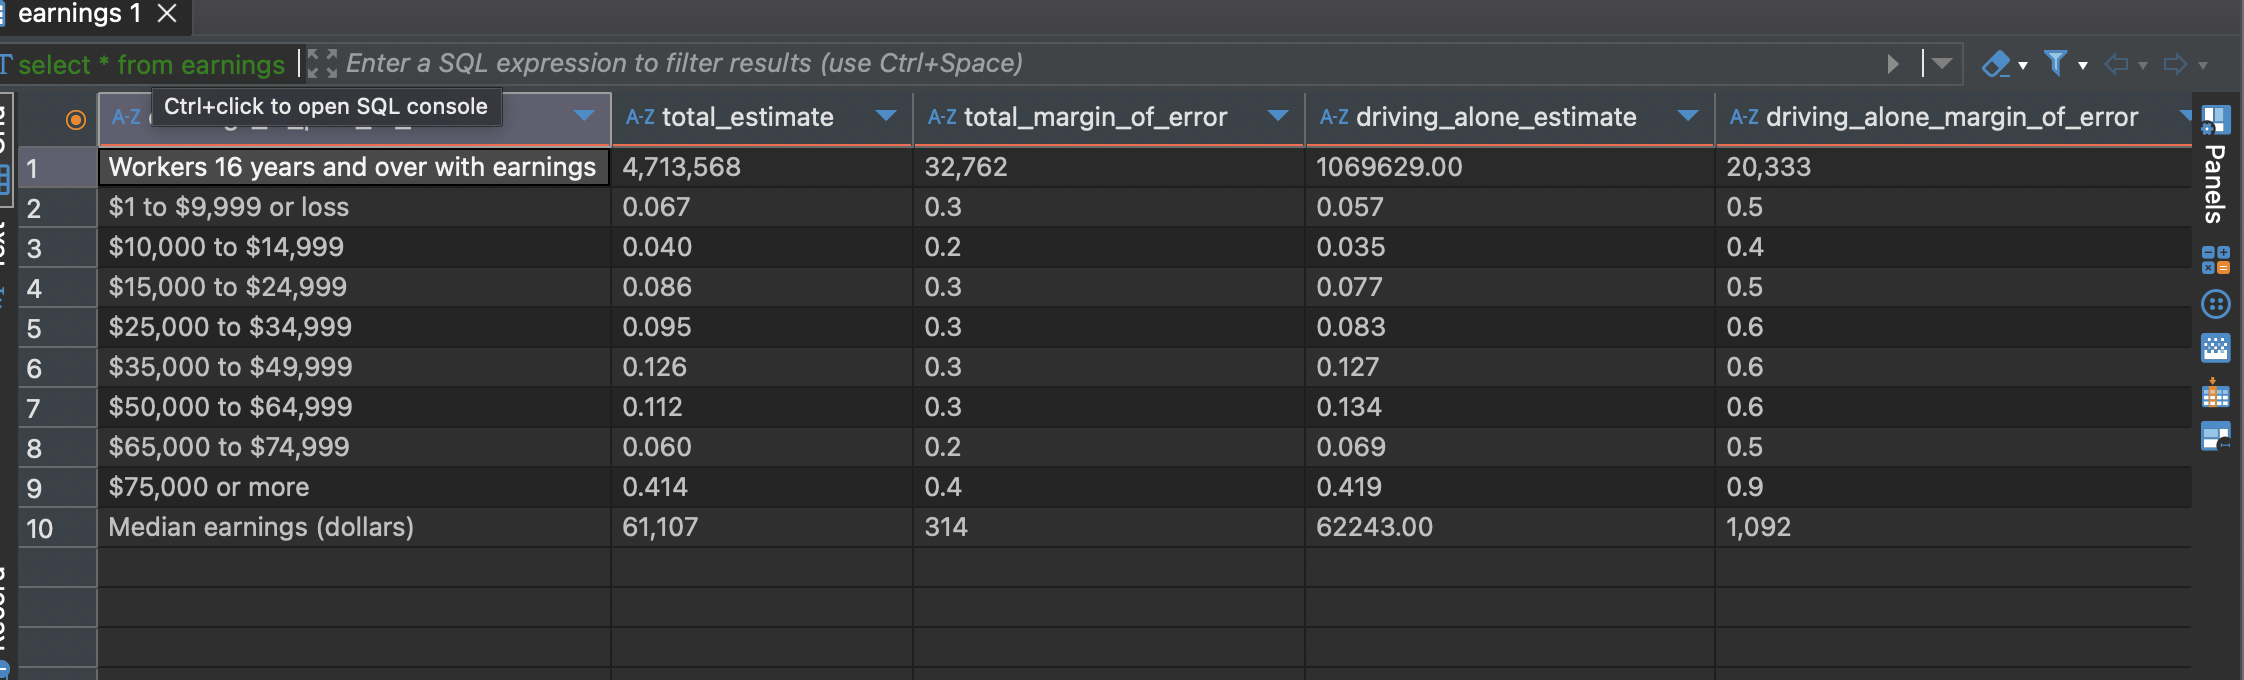 earnings 1
select * from earnings Enter a SQL expression to filter results (use Ctrl+Space)
Ctrl+click to open SQL console
A-Z A-Z total_estimate A-Z total_margin_of_error A-Z driving_alone_estimate A-Z driving_alone_margin_of_error
1 Workers 16 years and over with earnings 4,713,568 32,762 1069629.00 20,333
2 $1 to $9,999 or loss 0.067 0.3 0.057 0.5
3 $10,000 to $14,999 0.040 0.2 0.035 0.4
4 $15,000 to $24,999 0.086 0.3 0.077 0.5
5 $25,000 to $34,999 0.095 0.3 0.083 0.6
6 $35,000 to $49,999 0.126 0.3 0.127 0.6
7 $50,000 to $64,999 0.112 0.3 0.134 0.6
8 $65,000 to $74,999 0.060 0.2 0.069 0.5
9 $75,000 or more 0.414 0.4 0.419 0.9
10 Median earnings (dollars) 61,107 314 62243.00 1,092
Panels